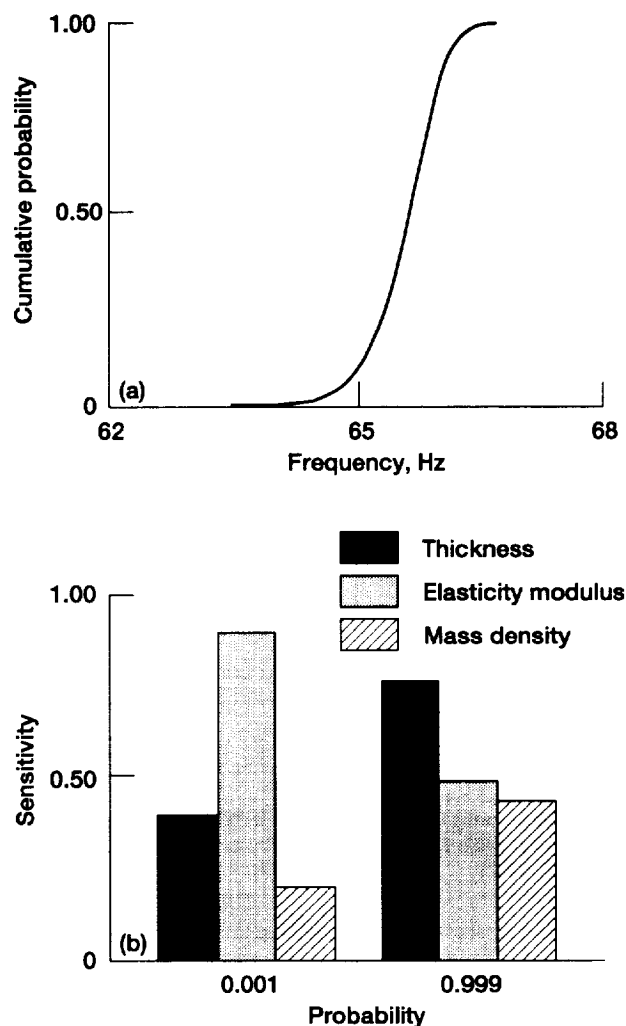 1.00
Cumulative probability
0.50
(a)
0
62
65
68
Frequency, Hz
Thickness
Elasticity modulus
Mass density
1.00
Sensitivity
0.50
(b)
0
0.001
0.999
Probability